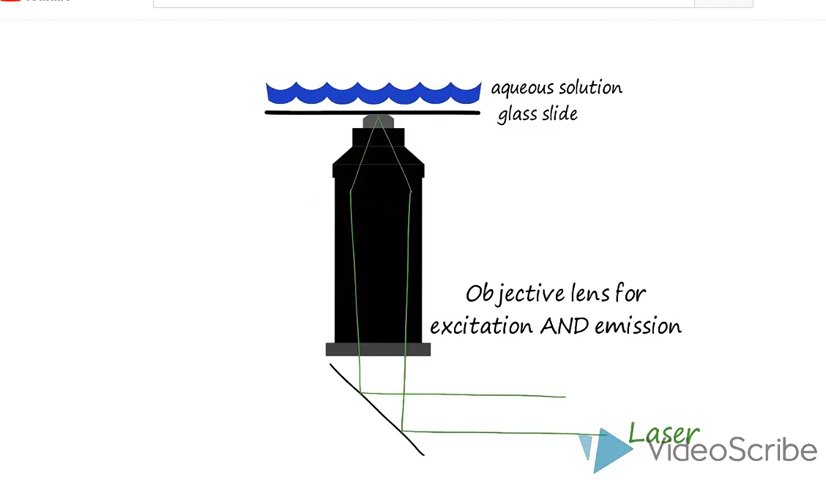 aqueous solution
glass slide
Objective lens for
excitation AND emission
Laser
VideoScribe